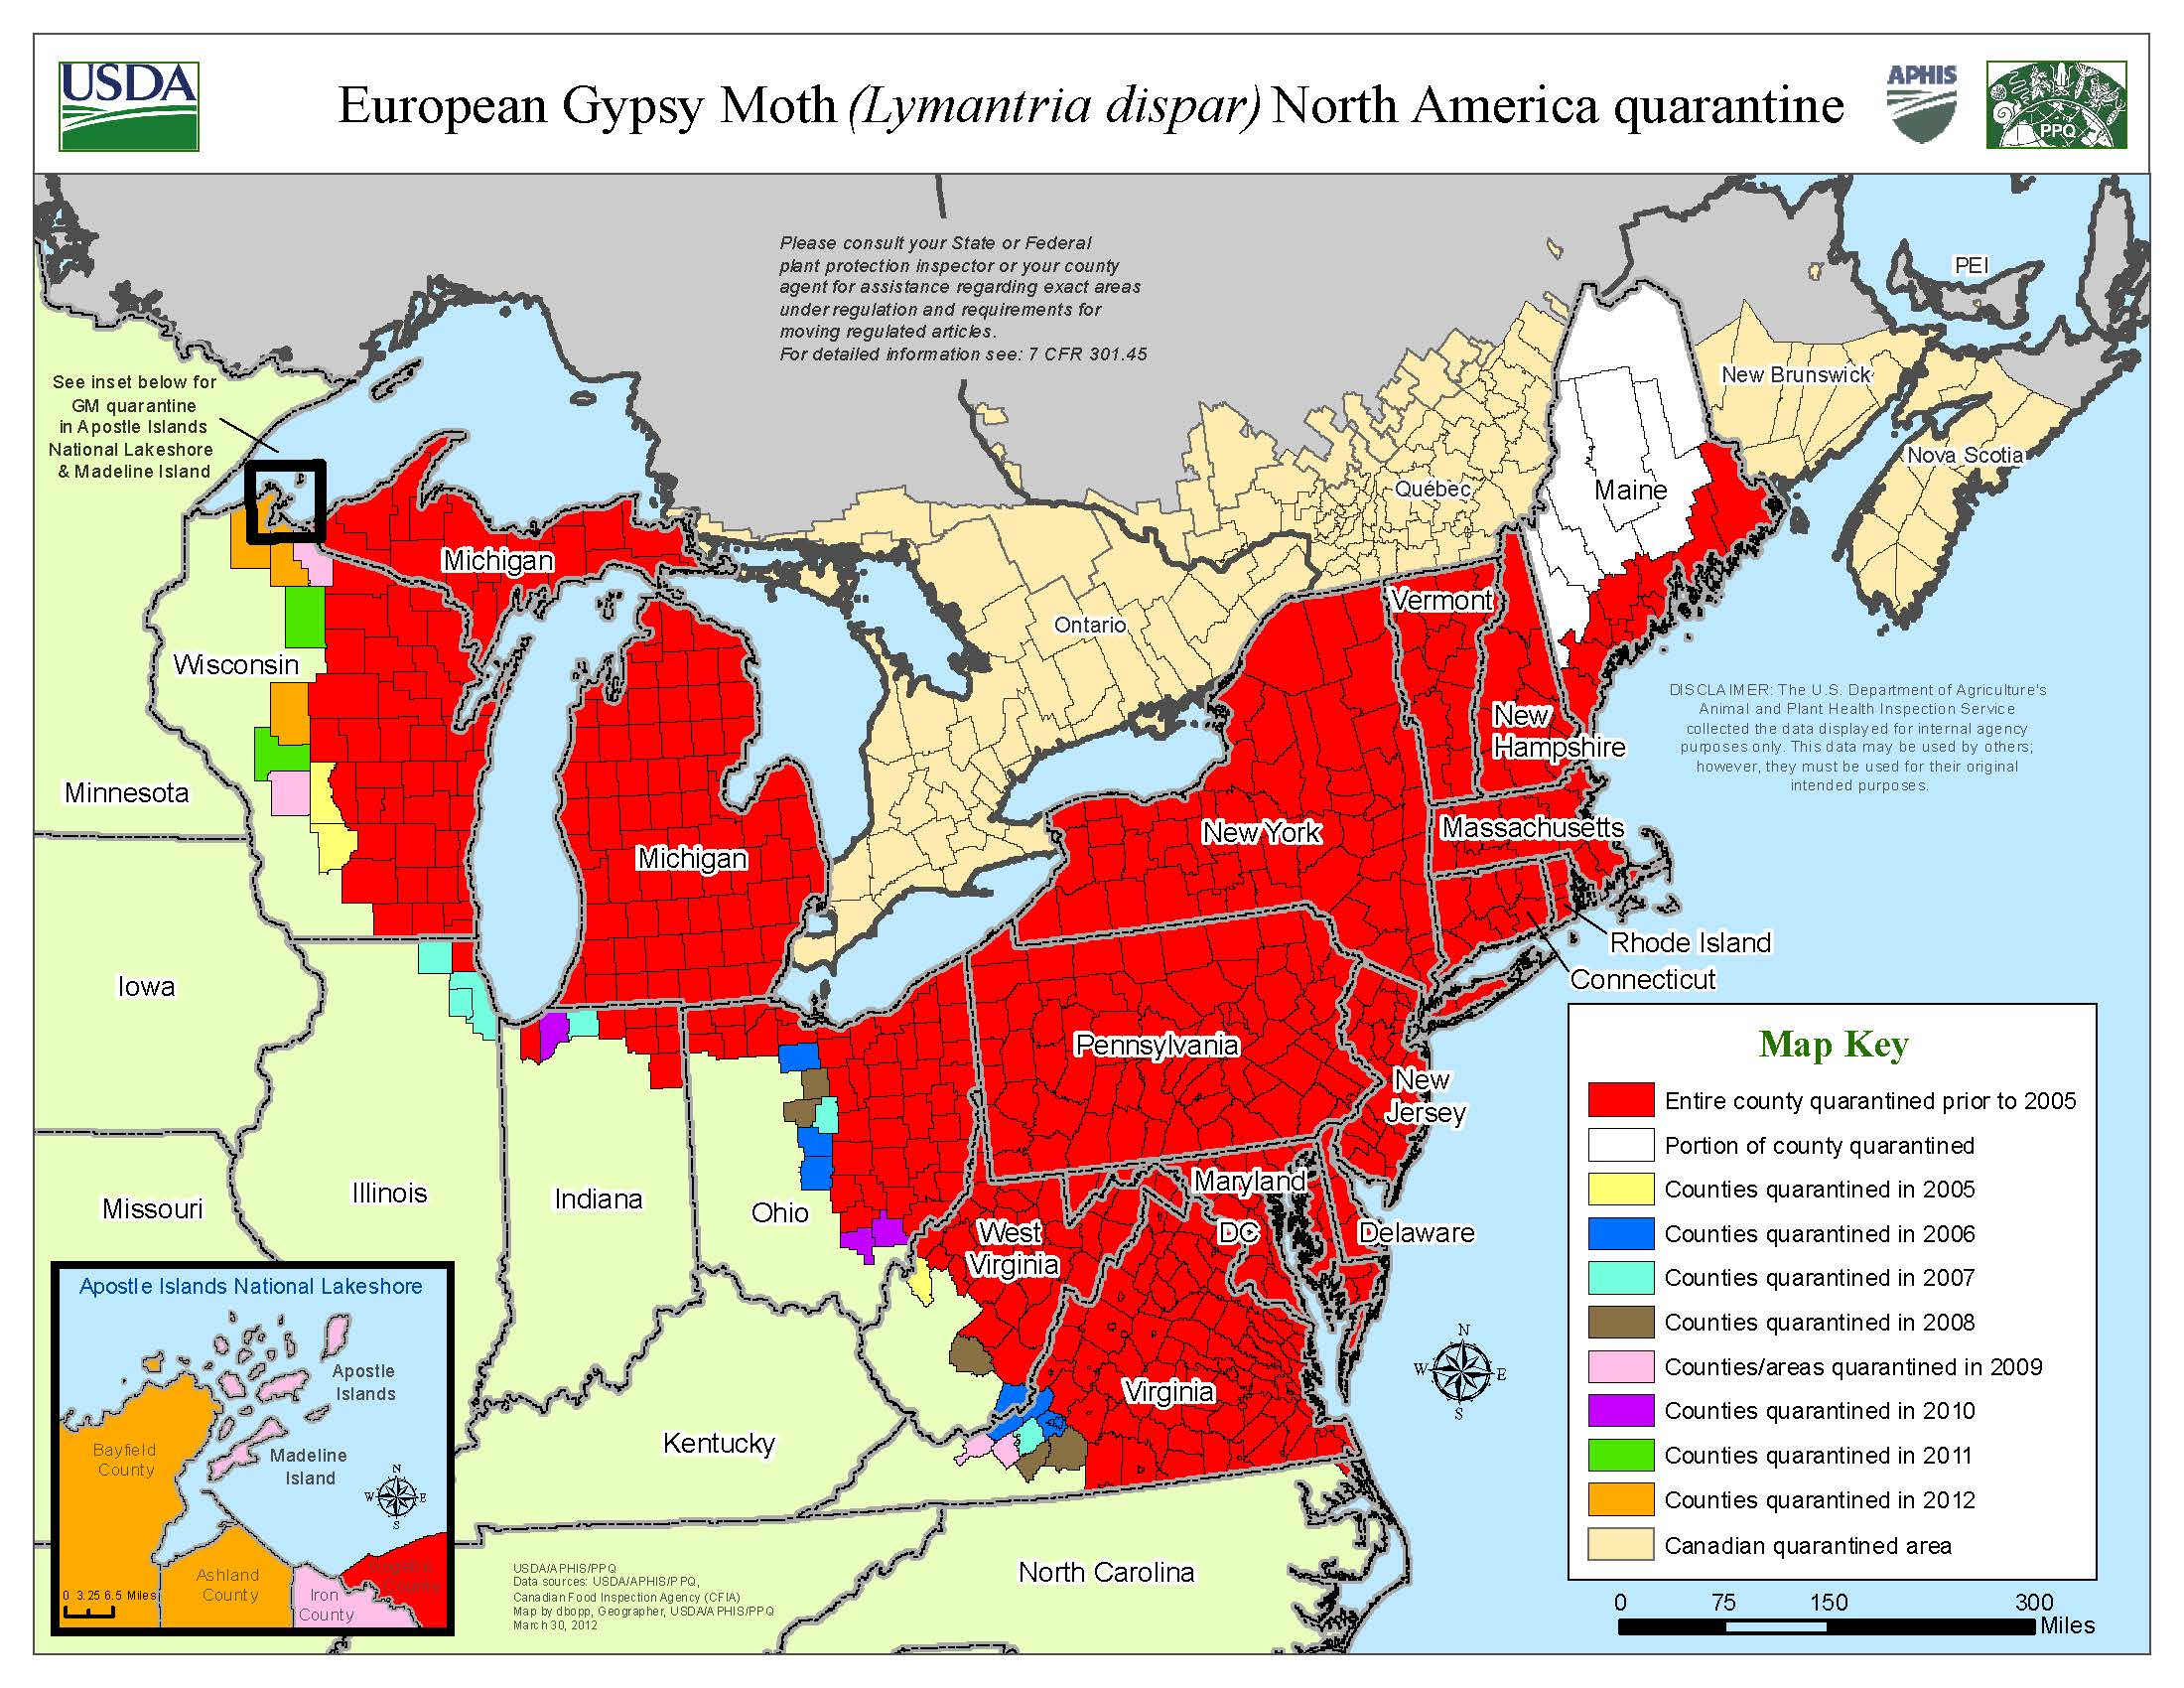 USDA
European Gypsy Moth (Lymantria dispar) North America quarantine
APHIS
PPQ
Please consult your State or Federal
plant protection inspector or your county
agent for assistance regarding exact areas
under regulation and requirements for
moving regulated articles.
For detailed information see: 7 CFR 301.45
See inset below for
GM quarantine
in Apostle Islands
National Lakeshore
& Madeline Island
PEI
New Brunswick
Nova Scotia
Québec
Maine
Michigan
Ontario
Vermont
Wisconsin
New
Hampshire
DISCLAIMER: The U.S. Department of Agriculture's
Animal and Plant Health Inspection Service
collected the data displayed for internal agency
purposes only. This data may be used by others;
however, they must be used for their original
intended purposes.
Minnesota
Michigan
New York
Massachusetts
Rhode Island
Connecticut
Iowa
Pennsylvania
New
Jersey
Illinois
Indiana
Ohio
Missouri
Maryland
DC
Delaware
West
Virginia
Virginia
Kentucky
North Carolina
N
W
E
S
Map Key
Entire county quarantined prior to 2005
Portion of county quarantined
Counties quarantined in 2005
Counties quarantined in 2006
Counties quarantined in 2007
Counties quarantined in 2008
Counties/areas quarantined in 2009
Counties quarantined in 2010
Counties quarantined in 2011
Counties quarantined in 2012
Canadian quarantined area
0 75 150 300
Miles
Apostle Islands National Lakeshore
Apostle
Islands
Bayfield
County
Madeline
Island
N
W
E
S
Ashland
County
Iron
County
County
0 3.25 6.5 Miles
USDA/APHIS/PPQ
Data sources: USDA/APHIS/PPQ,
Canadian Food Inspection Agency (CFIA)
Map by dbopp, Geographer, USDA/APHIS/PPQ
March 30, 2012